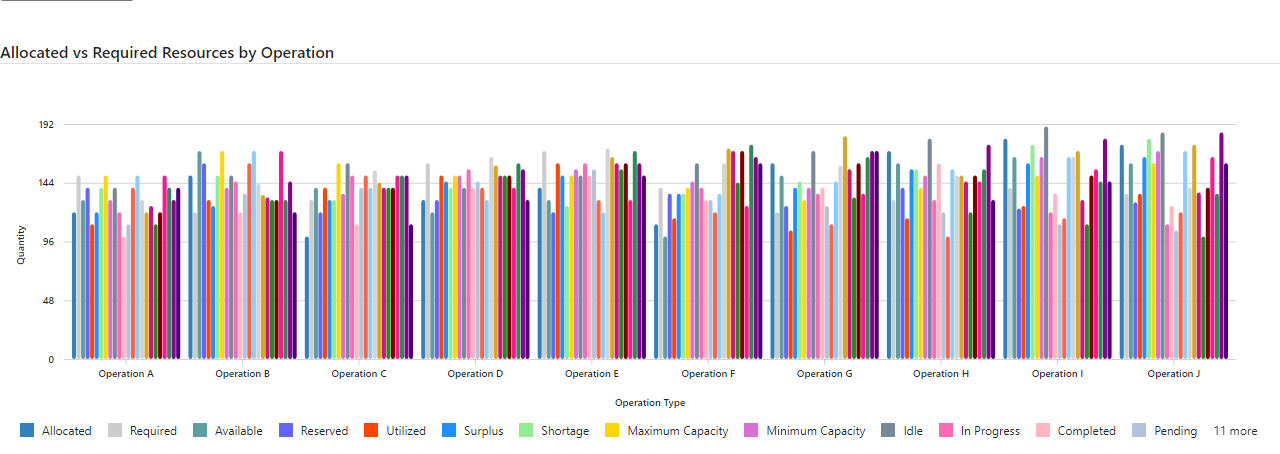 Allocated vs Required Resources by Operation
192
144
96
48
0
Quantity
Operation A Operation B Operation C Operation D Operation E Operation F Operation G Operation H Operation I Operation J
Operation Type
Allocated Required Available Reserved Utilized Surplus Shortage Maximum Capacity Minimum Capacity Idle In Progress Completed Pending 11 more